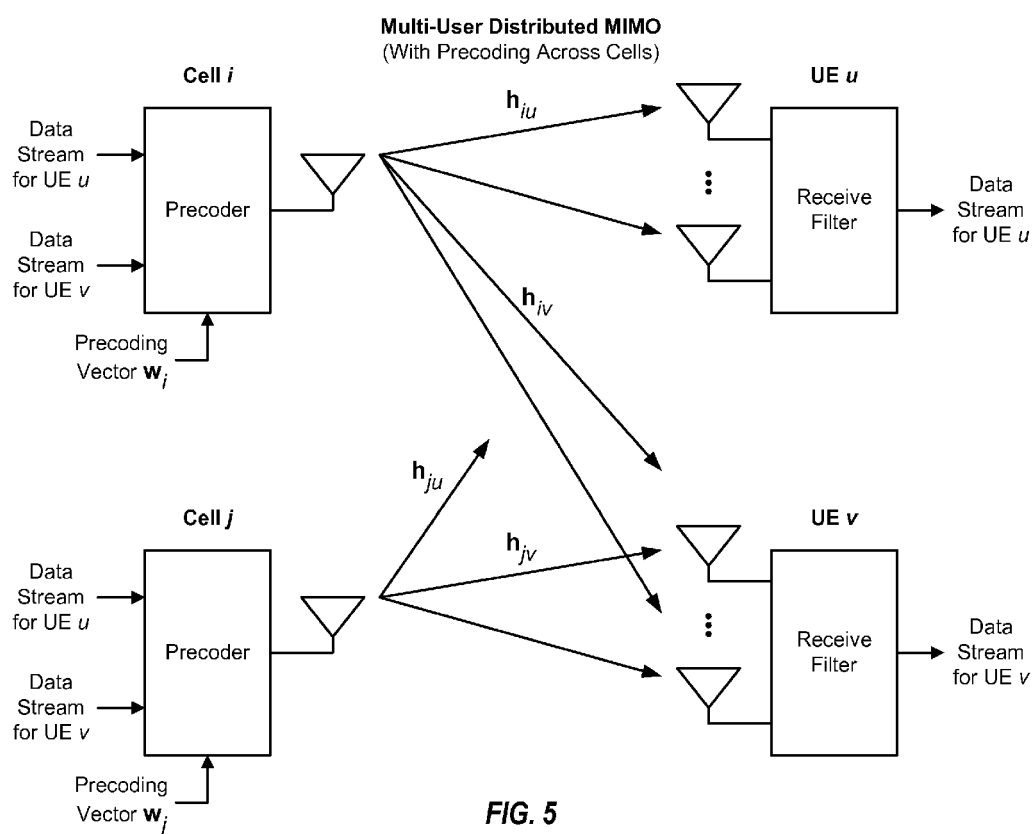 Multi-User Distributed MIMO
(With Precoding Across Cells)
Cell i
UE u
Data
Stream
for UE u
Data
Stream
for UE v
Precoder
Precoding
Vector w_i
h_iu
h_iv
Receive
Filter
Data
Stream
for UE u
Cell j
UE v
Data
Stream
for UE u
Data
Stream
for UE v
Precoder
Precoding
Vector w_j
h_ju
h_jv
Receive
Filter
Data
Stream
for UE v
FIG. 5